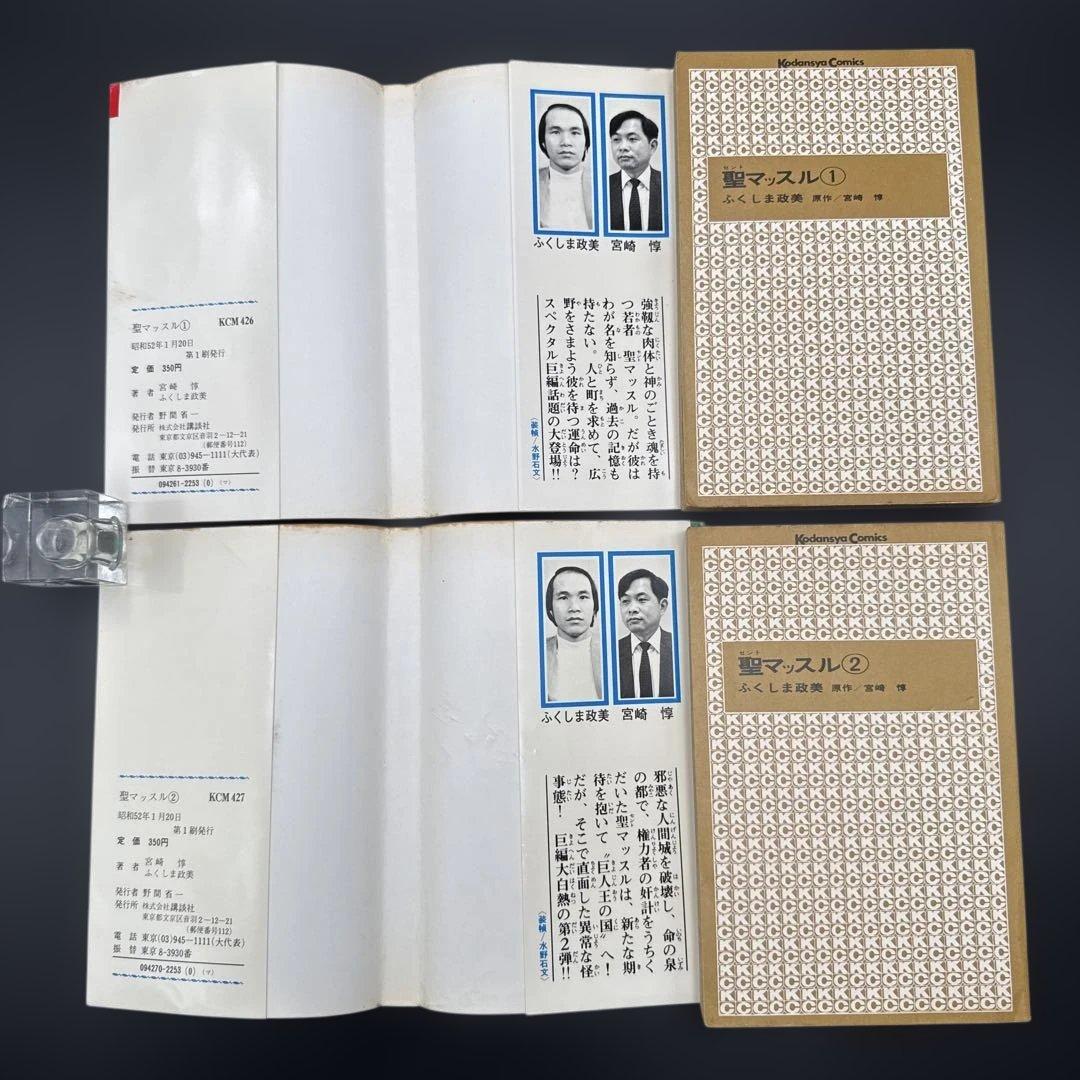 聖マッスル① KCM 426
昭和52年1月20日
第1刷発行
定価 350円
著者 宮崎 惇
ふくしま政美
発行者 野間省一
発行所 株式会社講談社
東京都文京区音羽2-12-21
(郵便番号112)
電話 東京(03)945-1111(大代表)
振替 東京8-3930番
094261-2253 (0) (マ)
ふくしま政美 宮崎 惇
強靱な肉体と神のごとき魂を持
つ若者 聖マッスル。だが彼は
わが名を知らず、過去の記憶も
持たない。人と町を求めて、広
野をさまよう彼を待つ運命は?
スペクタル巨編話題の大登場!!
〈装幀/水野石文〉
Kodansya Comics
セント
聖マッスル①
ふくしま政美 原作/宮崎 惇
聖マッスル② KCM 427
昭和52年1月20日
第1刷発行
定価 350円
著者 宮崎 惇
ふくしま政美
発行者 野間省一
発行所 株式会社講談社
東京都文京区音羽2-12-21
(郵便番号112)
電話 東京(03)945-1111(大代表)
振替 東京8-3930番
094270-2253 (0) (マ)
ふくしま政美 宮崎 惇
邪悪な人間城を破壊し、命の泉
の都で、権力者の奸計をうちく
だいた聖マッスルは、新たな期
待を抱いて〝巨人王の国〟へ!
だが、そこで直面した異常な怪
事態! 巨編大白熱の第2弾!!
〈装幀/水野石文〉
Kodansya Comics
セント
聖マッスル②
ふくしま政美 原作/宮崎 惇